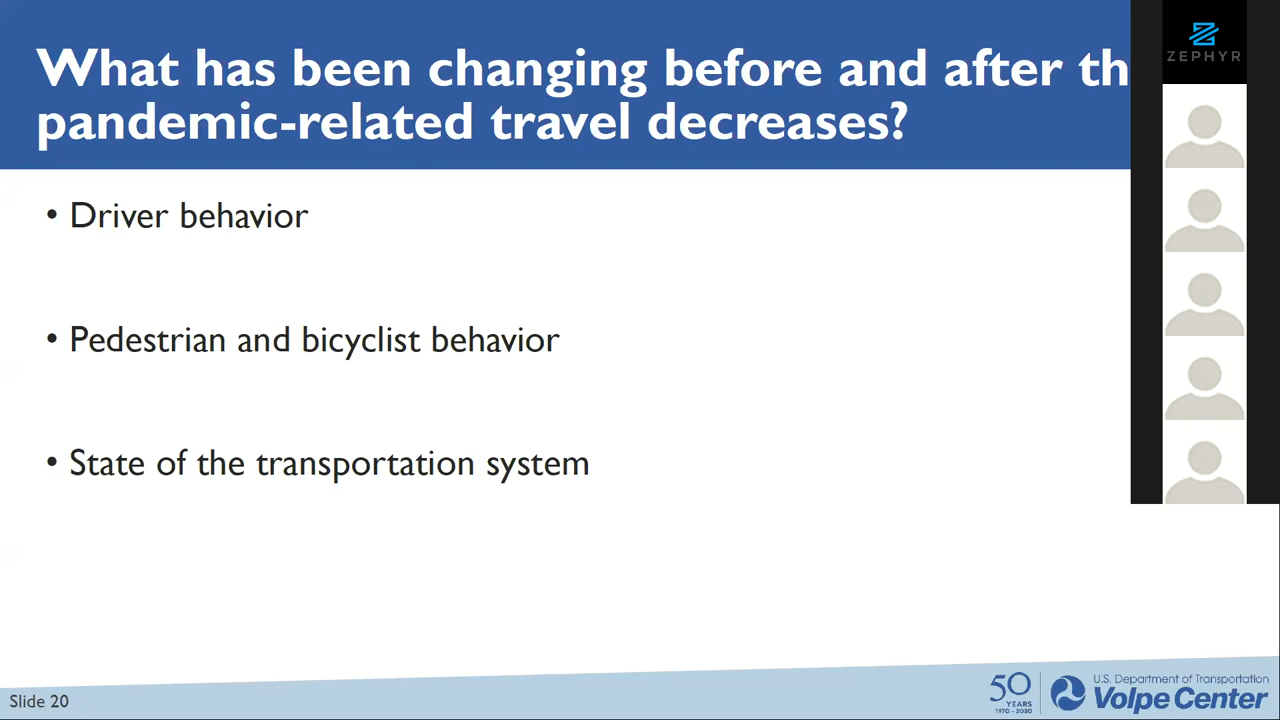 What has been changing before and after th
pandemic-related travel decreases?
ZEPHYR
• Driver behavior
• Pedestrian and bicyclist behavior
• State of the transportation system
Slide 20
50
YEARS
1970 - 2020
U.S. Department of Transportation
Volpe Center